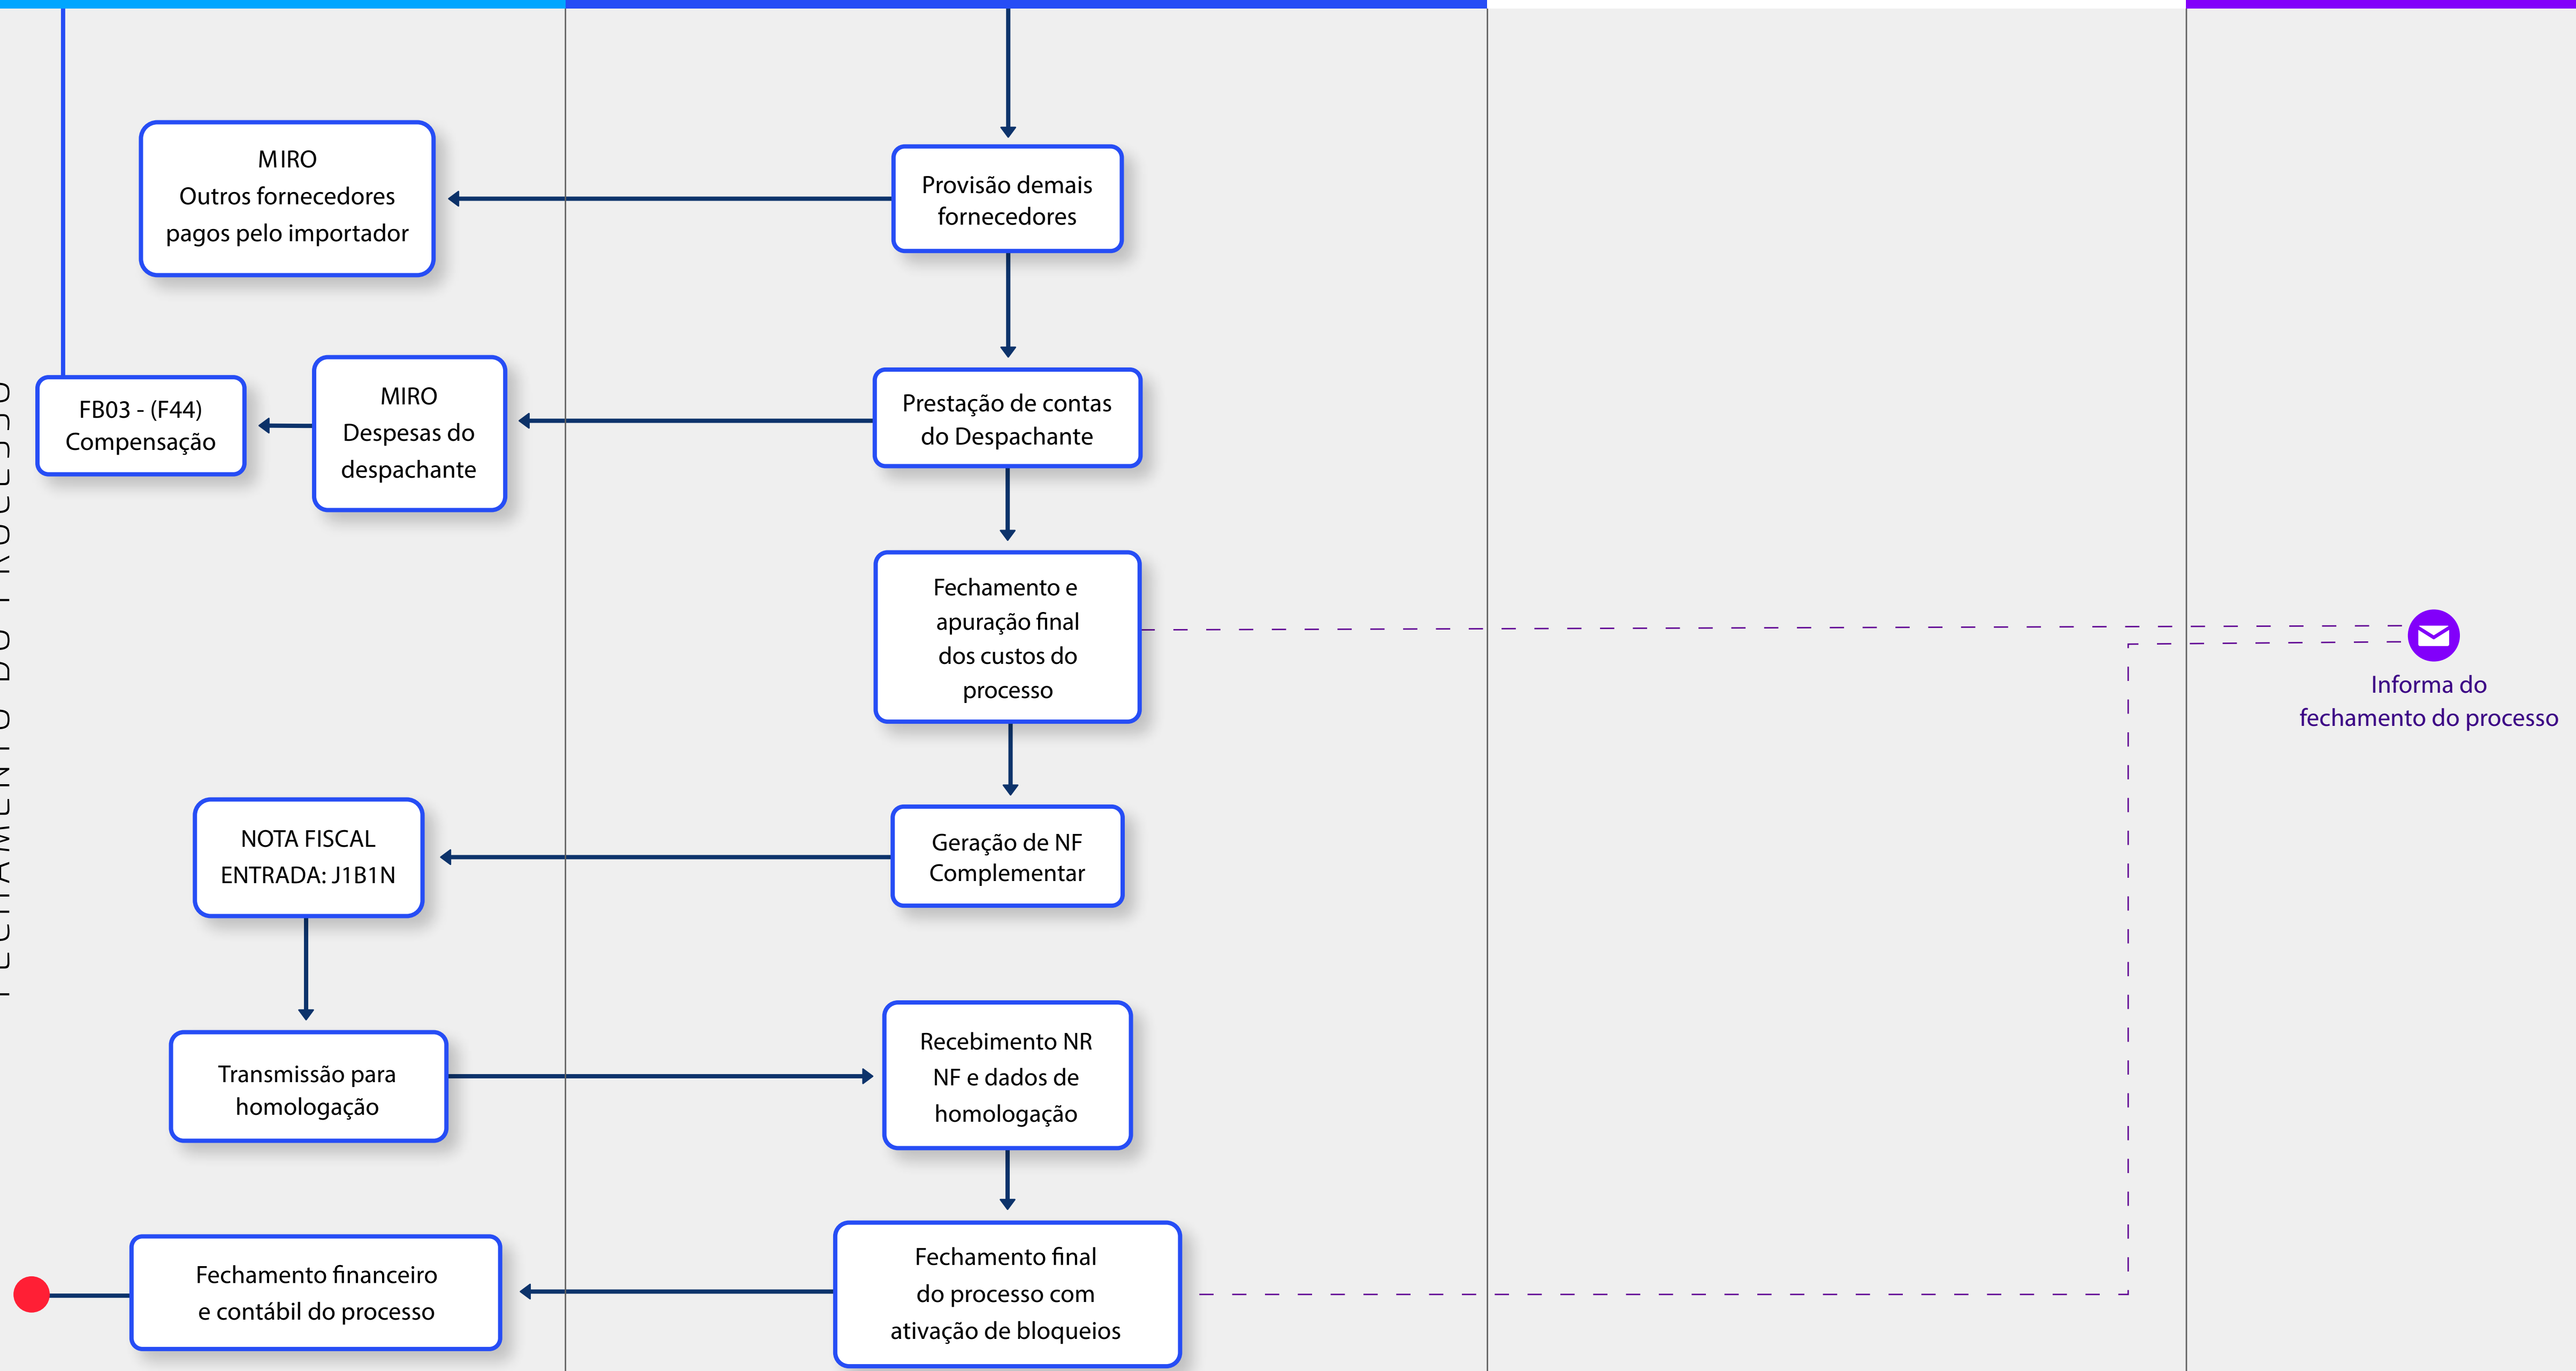 MIRO
Outros fornecedores
pagos pelo importador
Provisão demais
fornecedores
FB03 - (F44)
Compensação
MIRO
Despesas do
despachante
Prestação de contas
do Despachante
FECHAMENTO DO PROCESSO
Fechamento e
apuração final
dos custos do
processo
Informa do
fechamento do processo
NOTA FISCAL
ENTRADA: J1B1N
Geração de NF
Complementar
Transmissão para
homologação
Recebimento NR
NF e dados de
homologação
Fechamento financeiro
e contábil do processo
Fechamento final
do processo com
ativação de bloqueios